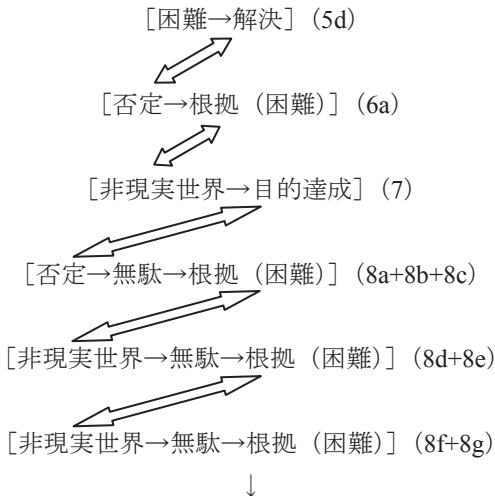 ［困難→解決］(5d)
［否定→根拠（困難）］(6a)
［非現実世界→目的達成］(7)
［否定→無駄→根拠（困難）］(8a+8b+8c)
［非現実世界→無駄→根拠（困難）］(8d+8e)
［非現実世界→無駄→根拠（困難）］(8f+8g)
↓